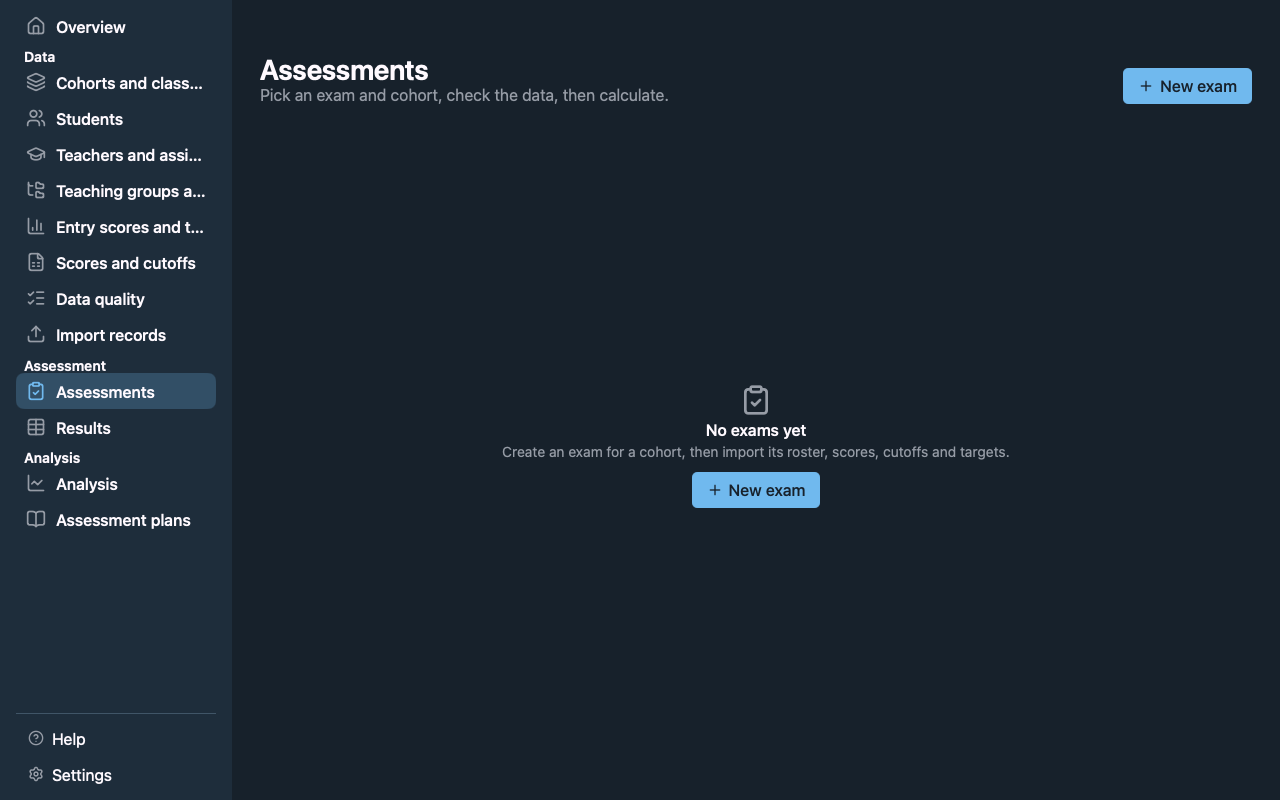 Overview
Data
Cohorts and class...
Students
Teachers and assi...
Teaching groups a...
Entry scores and t...
Scores and cutoffs
Data quality
Import records
Assessment
Assessments
Results
Analysis
Analysis
Assessment plans
Help
Settings
Assessments
Pick an exam and cohort, check the data, then calculate.
New exam
No exams yet
Create an exam for a cohort, then import its roster, scores, cutoffs and targets.
New exam